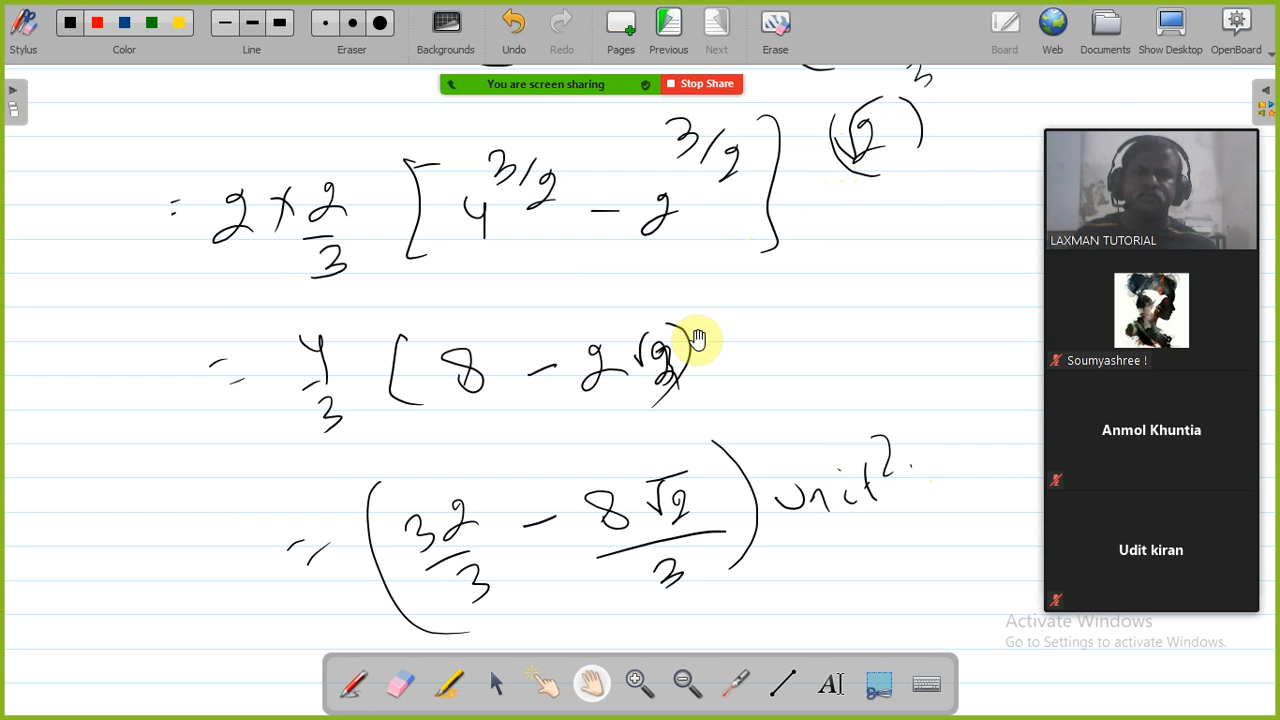 Stylus Color Line Eraser Backgrounds Undo Redo Pages Previous Next Erase Board Web Documents Show Desktop OpenBoard
You are screen sharing Stop Share
3
(√2)
= 2 × 2/3 [4^3/2 − 2^3/2]
= 4/3 [8 − 2√2)
= (32/3 − 8√2/3) unit².
LAXMAN TUTORIAL
Soumyashree !
Anmol Khuntia
Udit kiran
Activate Windows
Go to Settings to activate Windows.